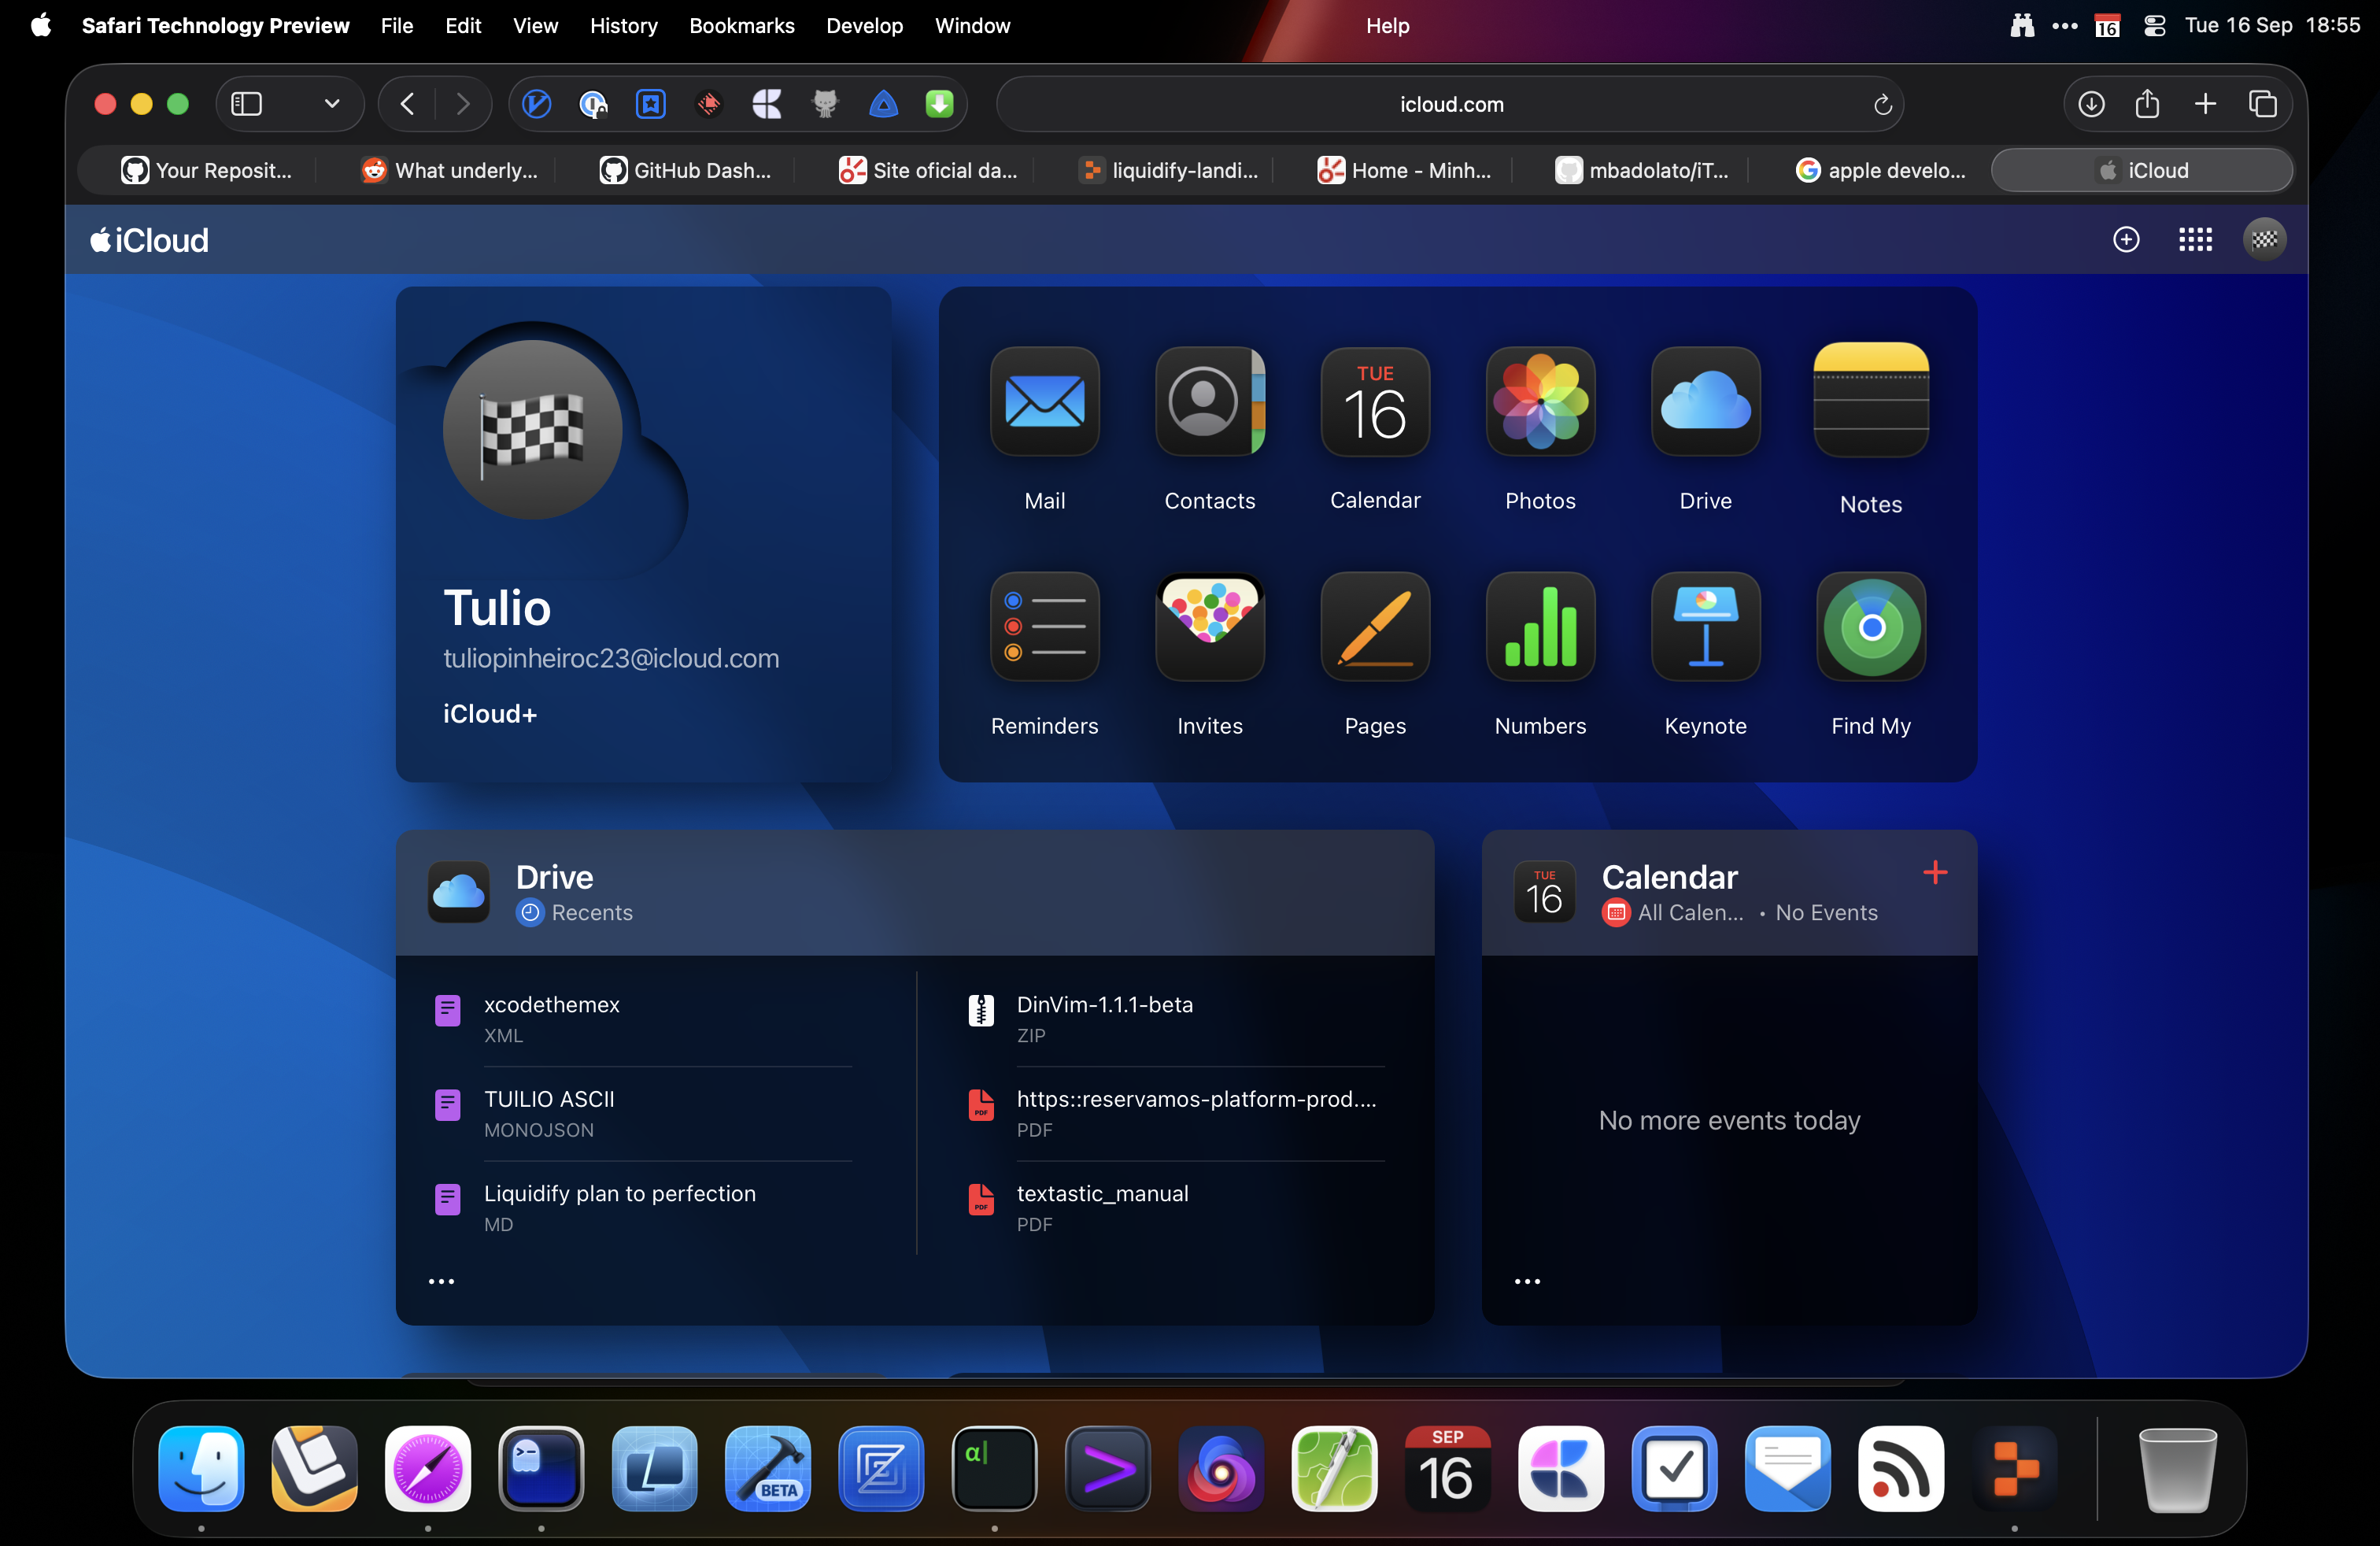 Safari Technology Preview File Edit View History Bookmarks Develop Window Help 16 Tue 16 Sep 18:55
icloud.com
Your Reposit... What underly... GitHub Dash... Site oficial da... liquidify-landi... Home - Minh... mbadolato/iT... apple develo... iCloud
iCloud
Tulio
tuliopinheiroc23@icloud.com
iCloud+
TUE
16
Mail Contacts Calendar Photos Drive Notes
Reminders Invites Pages Numbers Keynote Find My
Drive
Recents
xcodethemex
XML
TUILIO ASCII
MONOJSON
Liquidify plan to perfection
MD
DinVim-1.1.1-beta
ZIP
PDF
https::reservamos-platform-prod....
PDF
PDF
textastic_manual
PDF
TUE
16
Calendar
All Calen... • No Events
No more events today
BETA
α
SEP
16